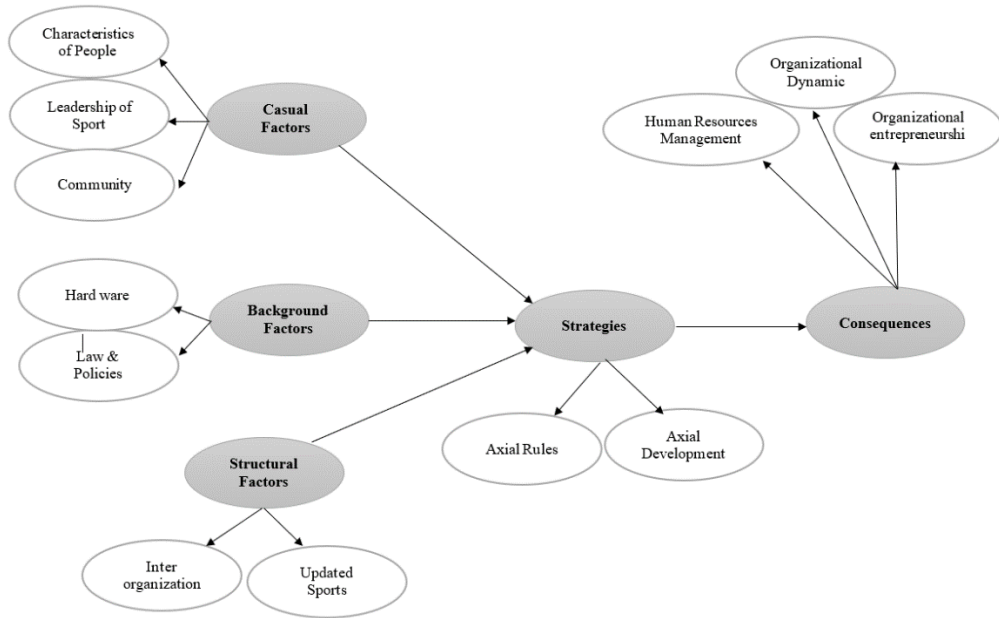 Characteristics
of People
Leadership of
Sport
Community
Casual
Factors
Organizational
Dynamic
Human Resources
Management
Organizational
entrepreneurshi
Hard ware
Law &
Policies
Background
Factors
Strategies
Consequences
Axial Rules
Axial
Development
Structural
Factors
Inter
organization
Updated
Sports